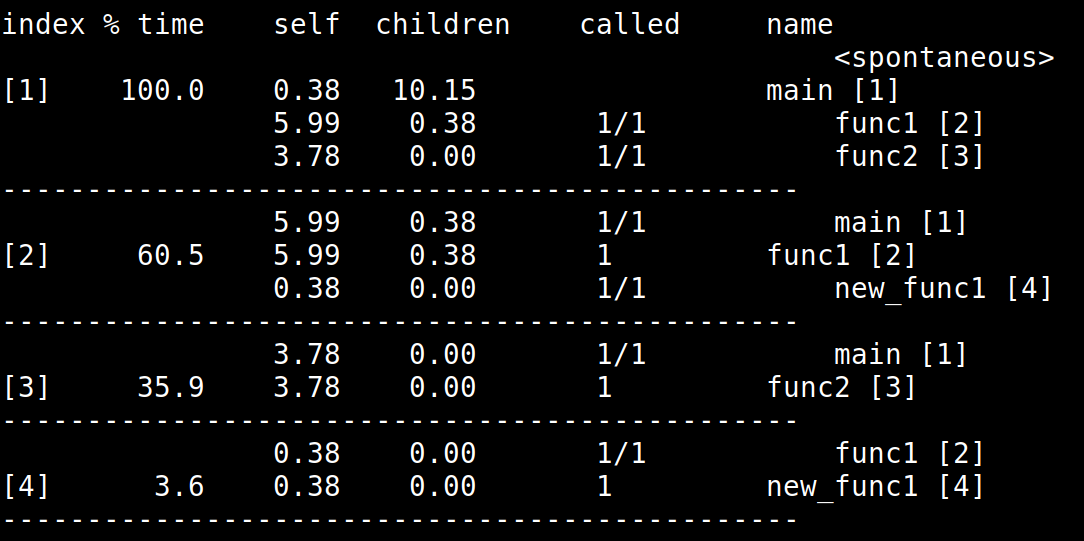 index % time    self  children    called     name
                                                 <spontaneous>
[1]    100.0    0.38   10.15                 main [1]
                5.99    0.38       1/1           func1 [2]
                3.78    0.00       1/1           func2 [3]
-----------------------------------------------
                5.99    0.38       1/1           main [1]
[2]     60.5    5.99    0.38       1         func1 [2]
                0.38    0.00       1/1           new_func1 [4]
-----------------------------------------------
                3.78    0.00       1/1           main [1]
[3]     35.9    3.78    0.00       1         func2 [3]
-----------------------------------------------
                0.38    0.00       1/1           func1 [2]
[4]      3.6    0.38    0.00       1         new_func1 [4]
-----------------------------------------------